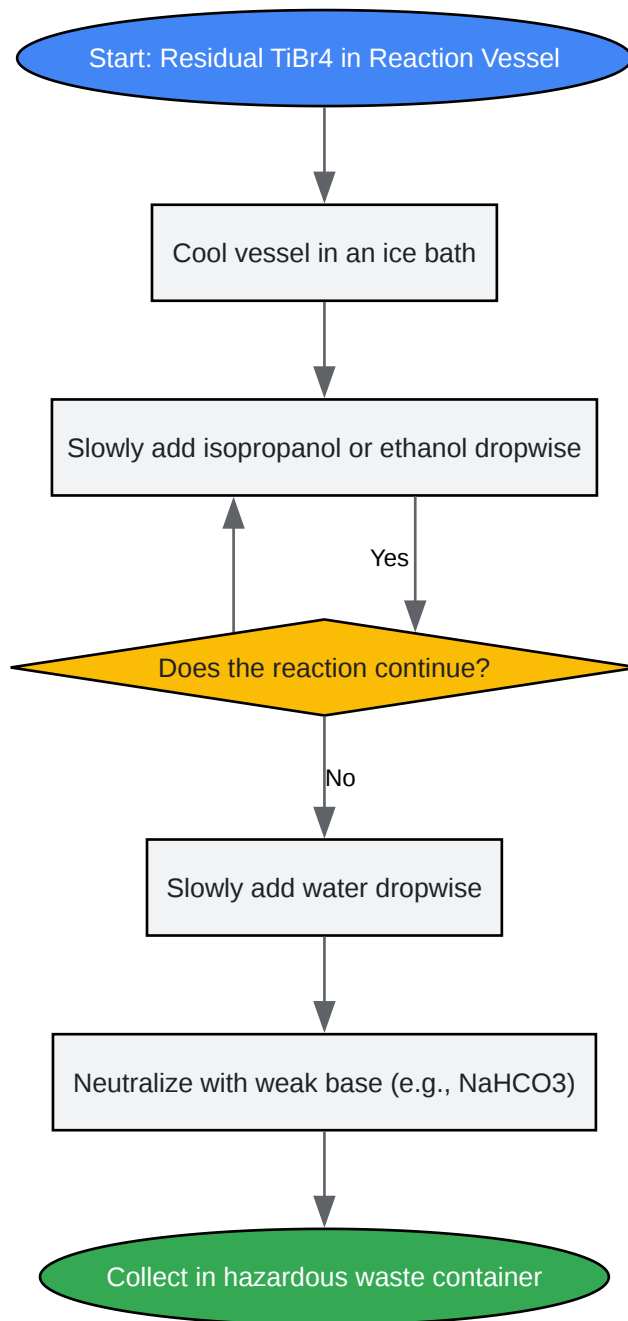 Start: Residual TiBr4 in Reaction Vessel
Cool vessel in an ice bath
Slowly add isopropanol or ethanol dropwise
Yes
Does the reaction continue?
No
Slowly add water dropwise
Neutralize with weak base (e.g., NaHCO3)
Collect in hazardous waste container